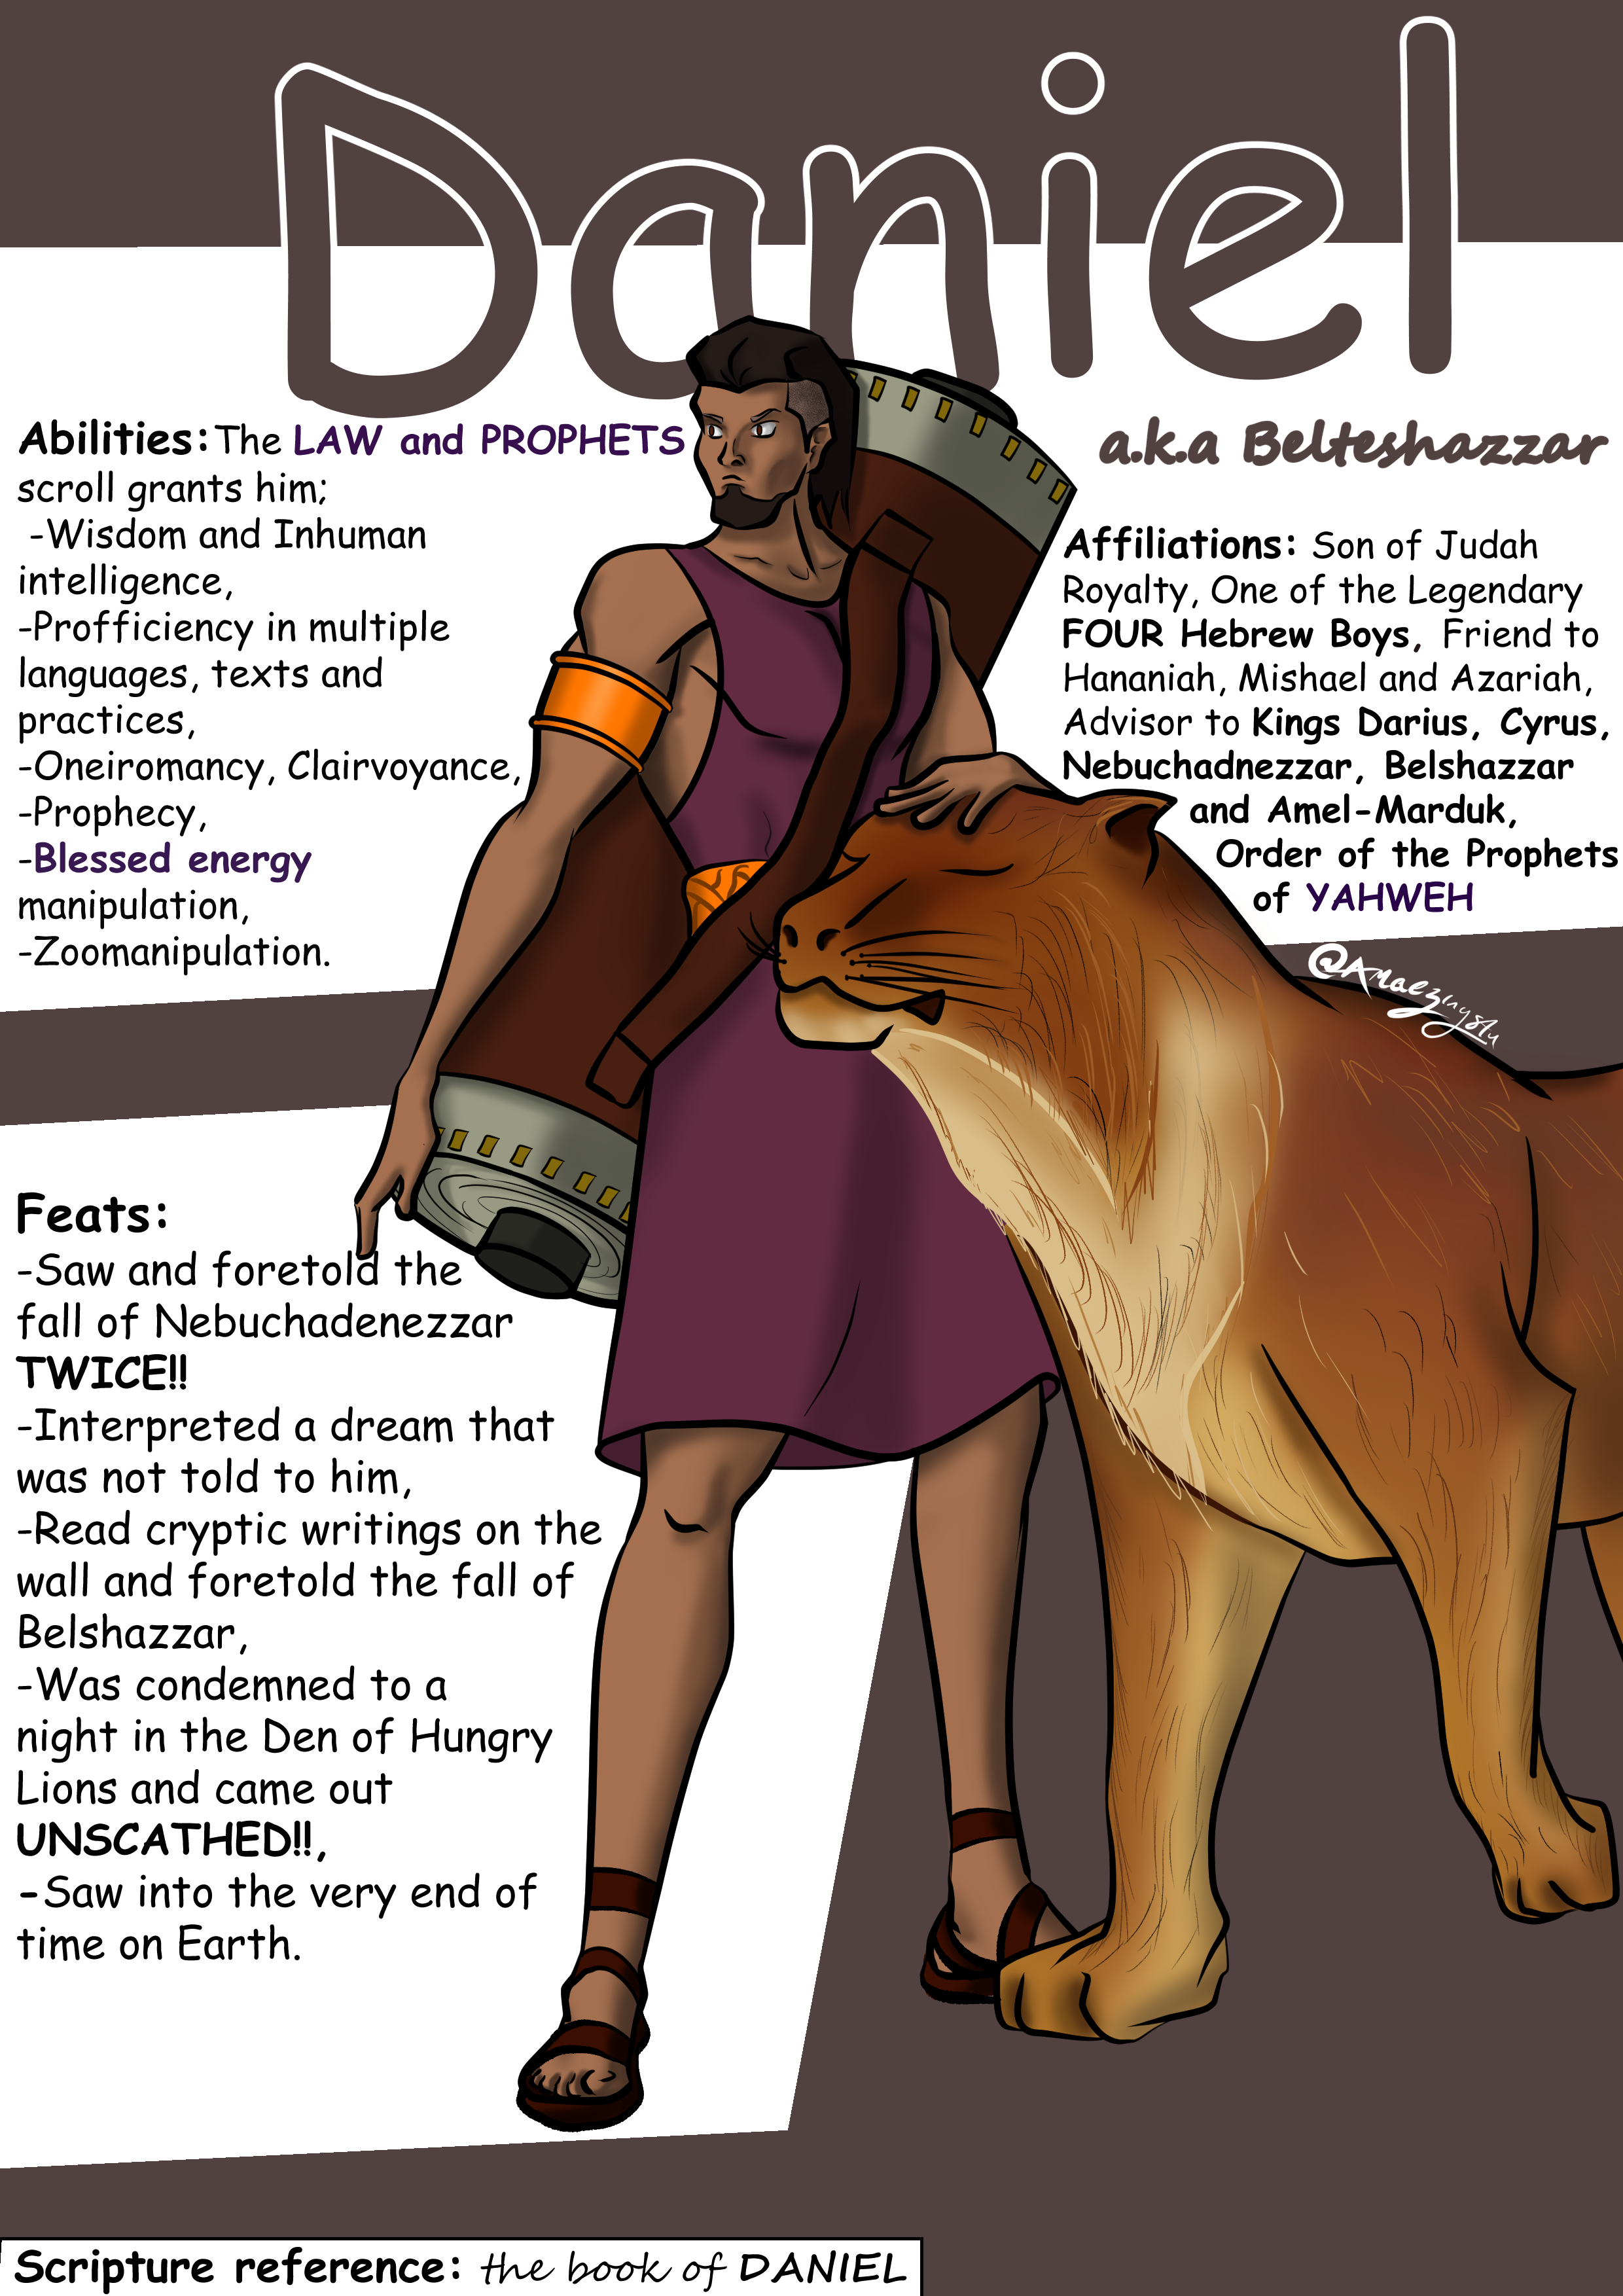 Daniel
a.k.a Belteshazzar
Abilities: The LAW and PROPHETS
scroll grants him;
-Wisdom and Inhuman
intelligence,
-Profficiency in multiple
languages, texts and
practices,
-Oneiromancy, Clairvoyance,
-Prophecy,
-Blessed energy
manipulation,
-Zoomanipulation.
Affiliations: Son of Judah
Royalty, One of the Legendary
FOUR Hebrew Boys, Friend to
Hananiah, Mishael and Azariah,
Advisor to Kings Darius, Cyrus,
Nebuchadnezzar, Belshazzar
and Amel-Marduk,
Order of the Prophets
of YAHWEH
@Amaezingstu
Feats:
-Saw and foretold the
fall of Nebuchadenezzar
TWICE!!
-Interpreted a dream that
was not told to him,
-Read cryptic writings on the
wall and foretold the fall of
Belshazzar,
-Was condemned to a
night in the Den of Hungry
Lions and came out
UNSCATHED!!,
-Saw into the very end of
time on Earth.
Scripture reference: the book of DANIEL